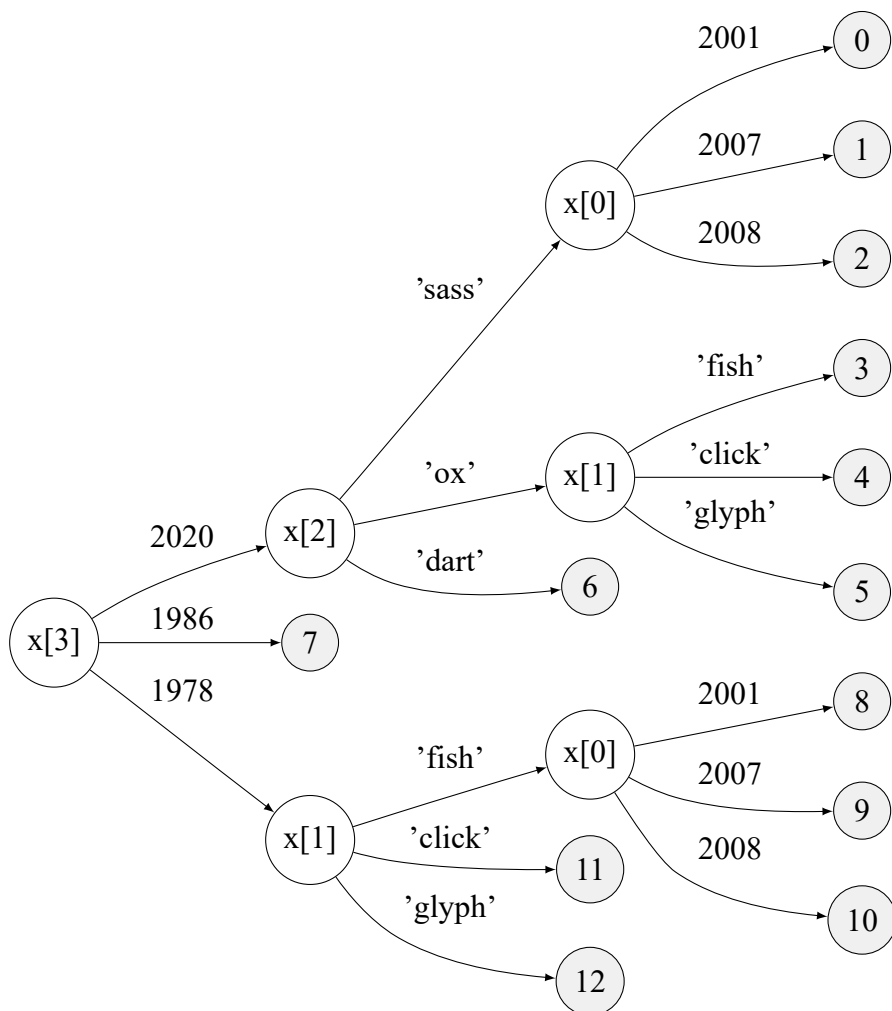 2001
0
2007
1
x[0]
2008
2
’sass’
’fish’
3
’ox’
x[1]
’click’
4
’glyph’
2020
x[2]
’dart’
6
5
x[3]
1986
7
1978
2001
8
’fish’
x[0]
2007
9
x[1]
’click’
11
2008
’glyph’
10
12